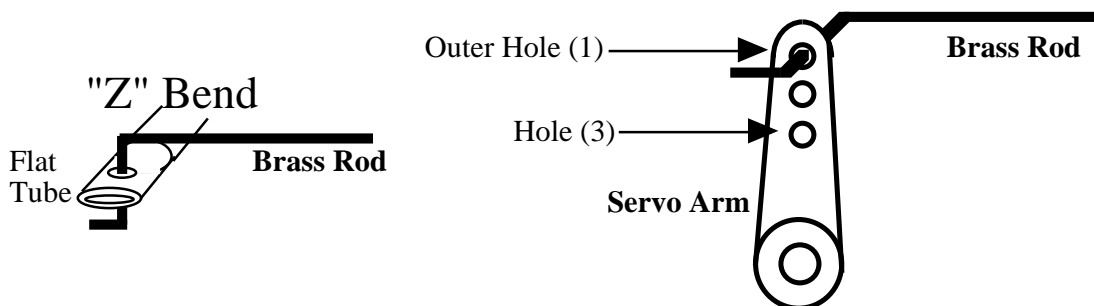 "Z" Bend
Flat
Tube
Brass Rod
Outer Hole (1)
Brass Rod
Hole (3)
Servo Arm